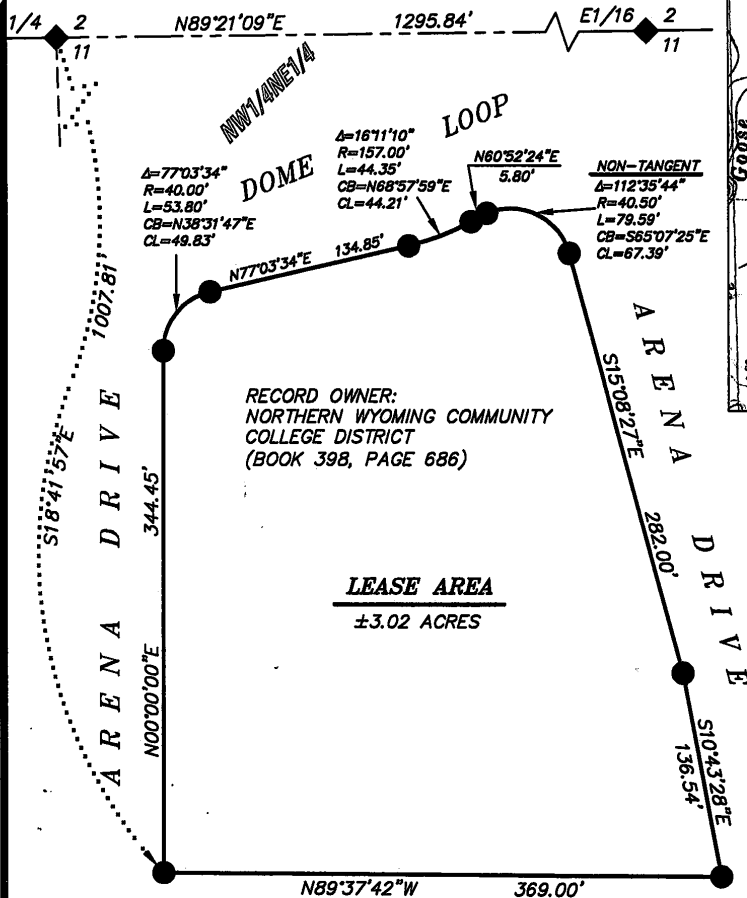 1/4 2
11
N89°21'09"E 1295.84'
E1/16 2
11
NW1/4NE1/4
DOME LOOP
Δ=77°03'34"
R=40.00'
L=53.80'
CB=N38°31'47"E
CL=49.83'
Δ=16°11'10"
R=157.00'
L=44.35'
CB=N68°57'59"E
CL=44.21'
N60°52'24"E
5.80'
NON-TANGENT
Δ=112°35'44"
R=40.50'
L=79.59'
CB=S65°07'25"E
CL=67.39'
Goose
N77°03'34"E 134.85'
1007.81'
S18°41'57"E
ARENA DRIVE
344.45'
N00°00'00"E
RECORD OWNER:
NORTHERN WYOMING COMMUNITY
COLLEGE DISTRICT
(BOOK 398, PAGE 686)
LEASE AREA
±3.02 ACRES
ARENA DRIVE
S15°08'27"E
282.00'
S10°43'28"E
136.54'
N89°37'42"W 369.00'